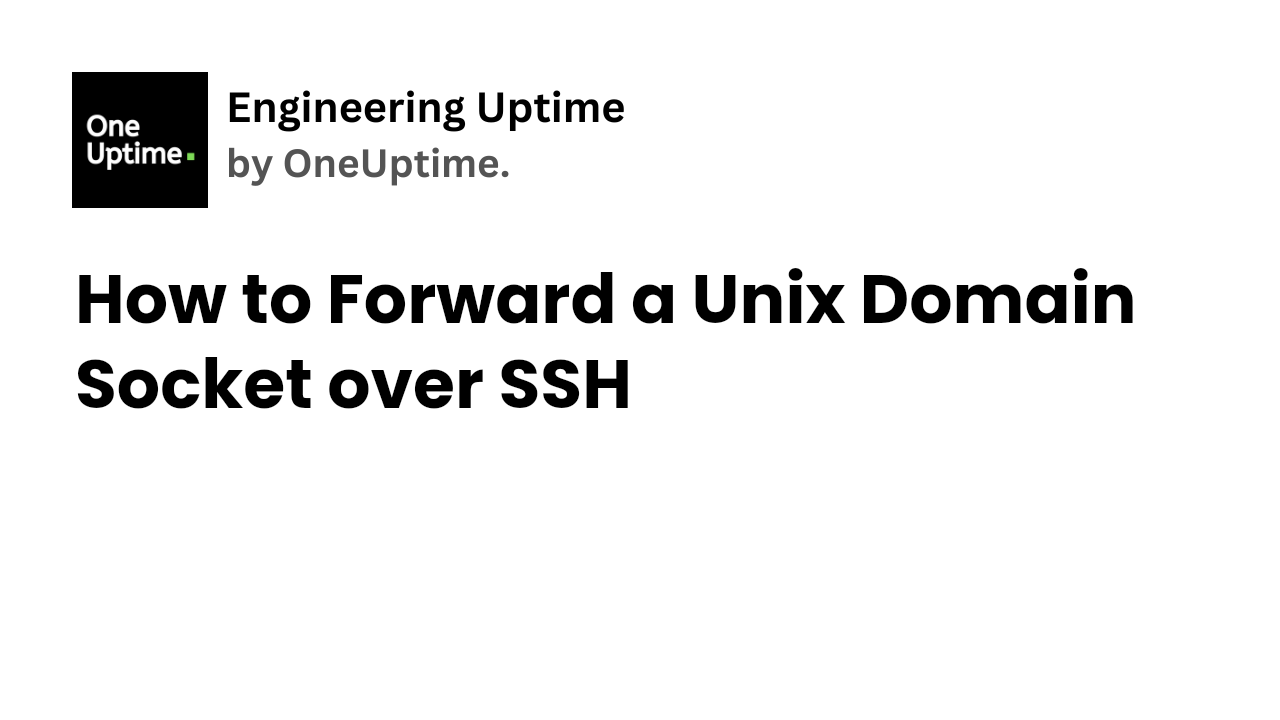 One
Uptime.
Engineering Uptime
by OneUptime.
How to Forward a Unix Domain
Socket over SSH